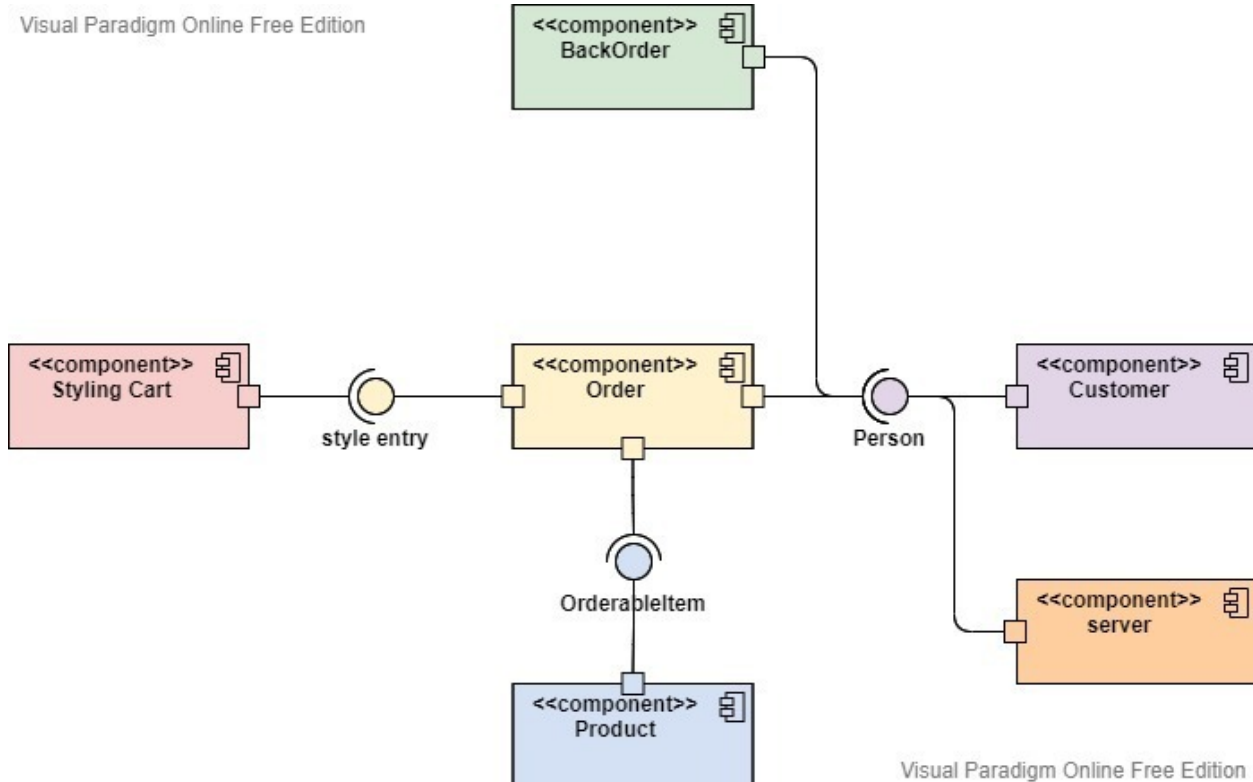 Visual Paradigm Online Free Edition
<<component>>
BackOrder
<<component>>
Styling Cart
style entry
<<component>>
Order
Person
<<component>>
Customer
OrderableItem
<<component>>
server
<<component>>
Product
Visual Paradigm Online Free Edition